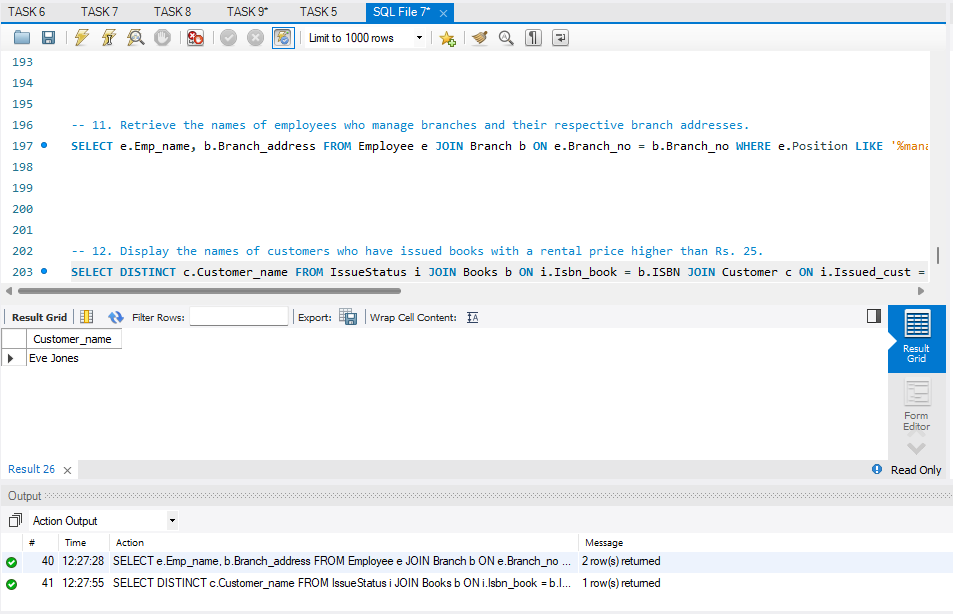 TASK 6 TASK 7 TASK 8 TASK 9* TASK 5 SQL File 7*
Limit to 1000 rows
193
194
195
196 -- 11. Retrieve the names of employees who manage branches and their respective branch addresses.
197 SELECT e.Emp_name, b.Branch_address FROM Employee e JOIN Branch b ON e.Branch_no = b.Branch_no WHERE e.Position LIKE '%mana
198
199
200
201
202 -- 12. Display the names of customers who have issued books with a rental price higher than Rs. 25.
203 SELECT DISTINCT c.Customer_name FROM IssueStatus i JOIN Books b ON i.Isbn_book = b.ISBN JOIN Customer c ON i.Issued_cust =
Result Grid Filter Rows: Export: Wrap Cell Content:
Customer_name
Eve Jones
Result
Grid
Form
Editor
Result 26 Read Only
Output
Action Output
# Time Action Message
40 12:27:28 SELECT e.Emp_name, b.Branch_address FROM Employee e JOIN Branch b ON e.Branch_no ... 2 row(s) returned
41 12:27:55 SELECT DISTINCT c.Customer_name FROM IssueStatus i JOIN Books b ON i.Isbn_book = b.I... 1 row(s) returned